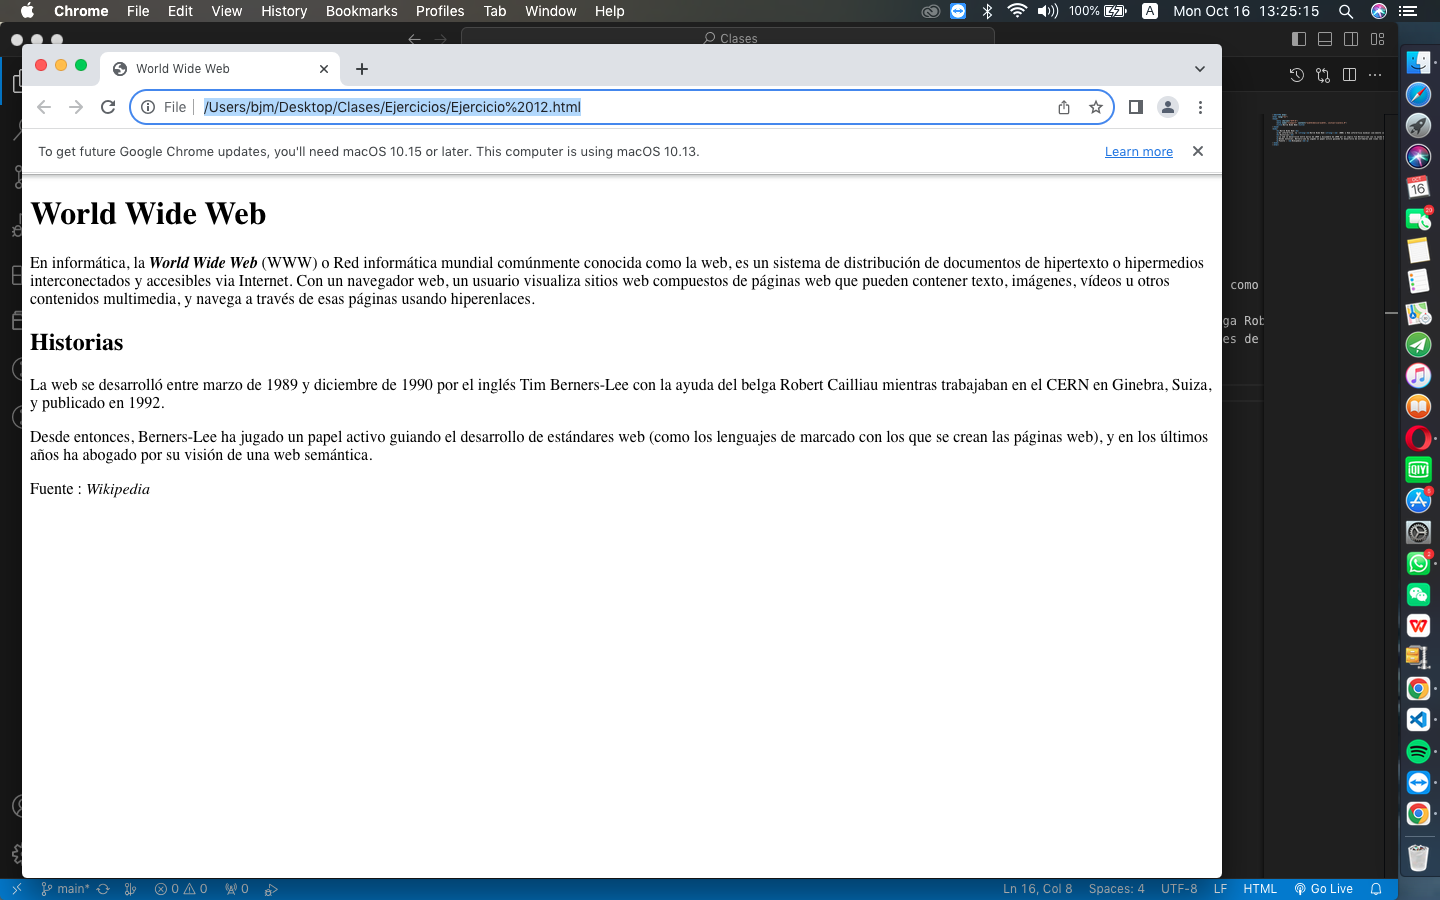 Chrome File Edit View History Bookmarks Profiles Tab Window Help 100% A Mon Oct 16 13:25:15
Clases
World Wide Web
File /Users/bjm/Desktop/Clases/Ejercicios/Ejercicio%2012.html
To get future Google Chrome updates, you'll need macOS 10.15 or later. This computer is using macOS 10.13. Learn more
World Wide Web
En informática, la World Wide Web (WWW) o Red informática mundial comúnmente conocida como la web, es un sistema de distribución de documentos de hipertexto o hipermedios
interconectados y accesibles via Internet. Con un navegador web, un usuario visualiza sitios web compuestos de páginas web que pueden contener texto, imágenes, vídeos u otros
contenidos multimedia, y navega a través de esas páginas usando hiperenlaces.
Historias
La web se desarrolló entre marzo de 1989 y diciembre de 1990 por el inglés Tim Berners-Lee con la ayuda del belga Robert Cailliau mientras trabajaban en el CERN en Ginebra, Suiza,
y publicado en 1992.
Desde entonces, Berners-Lee ha jugado un papel activo guiando el desarrollo de estándares web (como los lenguajes de marcado con los que se crean las páginas web), y en los últimos
años ha abogado por su visión de una web semántica.
Fuente : Wikipedia
como
ga Rob
es de
OCT
16
QIYI
main* 0 0 0 Ln 16, Col 8 Spaces: 4 UTF-8 LF HTML Go Live